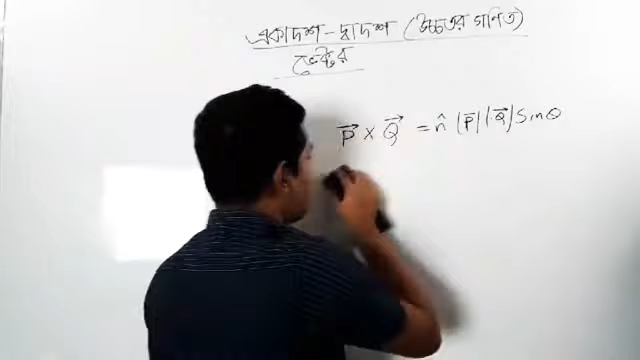 একাদশ - দ্বাদশ (উচ্চতর গণিত)
ভেক্টর
P⃗ × Q⃗ = n̂ |P⃗| |Q⃗| Sinθ